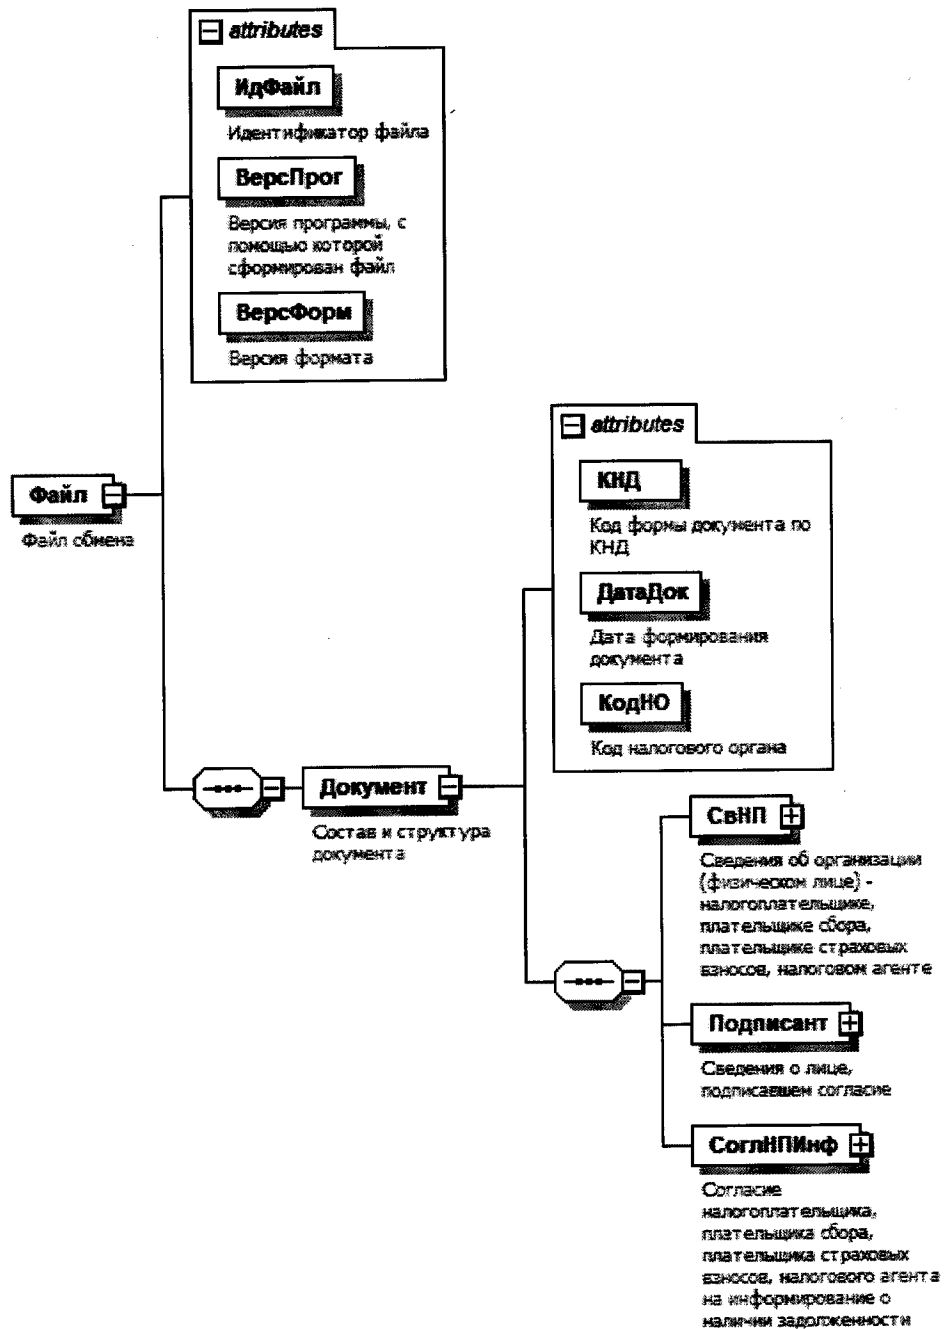 attributes
ИдФайл
Идентификатор файла
ВерсПрог
Версия программы, с
помощью которой
сформирован файл
ВерсФорм
Версия формата
Файл
Файл обмена
attributes
КНД
Код формы документа по
КНД
ДатаДок
Дата формирования
документа
КодНО
Код налогового органа
Документ
Состав и структура
документа
СвНП
Сведения об организации
(физическом лице) -
налогоплательщике,
плательщике сбора,
плательщике страховых
взносов, налоговом агенте
Подписант
Сведения о лице,
подписавшем согласие
СоглНПИнф
Согласие
налогоплательщика,
плательщика сбора,
плательщика страховых
взносов, налогового агента
на информирование о
наличии задолженности